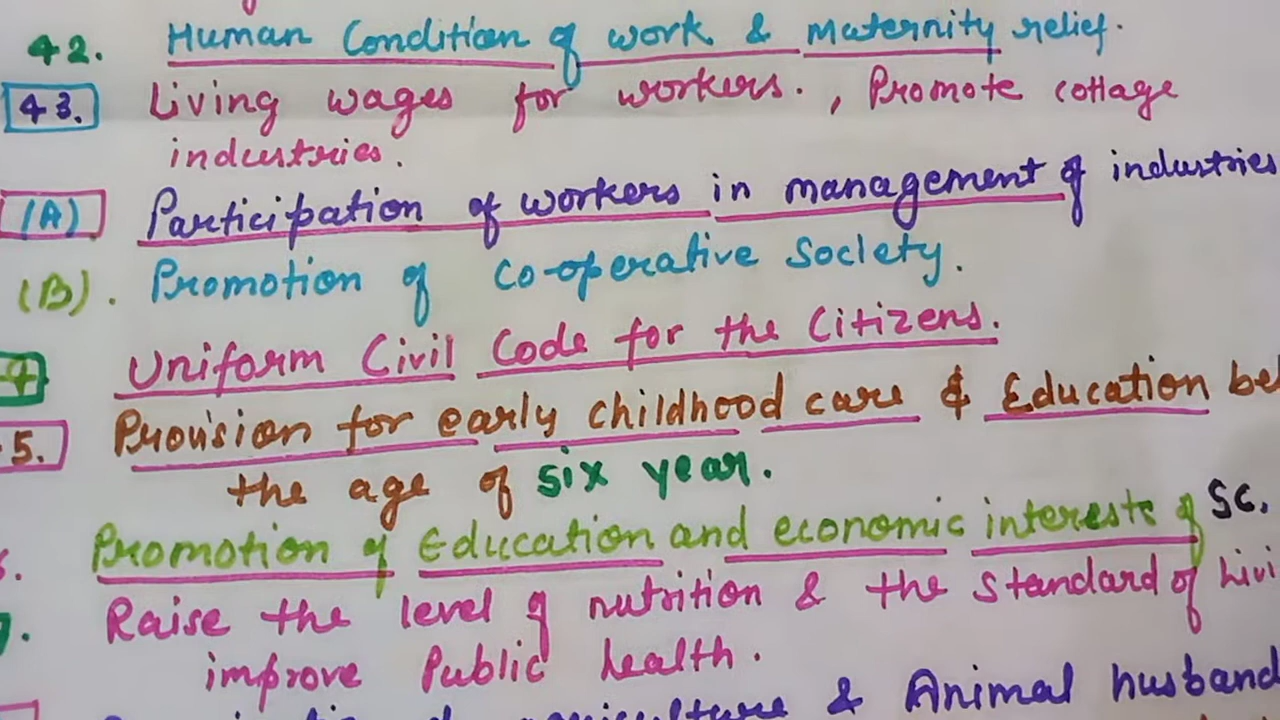 42. Human Condition of work & Maternity relief.
43. Living wages for workers. , Promote cottage
industries.
(A) Participation of workers in management of industries
(B). Promotion of Co-operative Society.
4 Uniform Civil Code for the Citizens.
5. Provision for early childhood care & Education be
the age of six year.
Promotion of Education and economic interests of SC,
Raise the level of nutrition & the standard of Livi
improve Public health.
agriculture & Animal husband